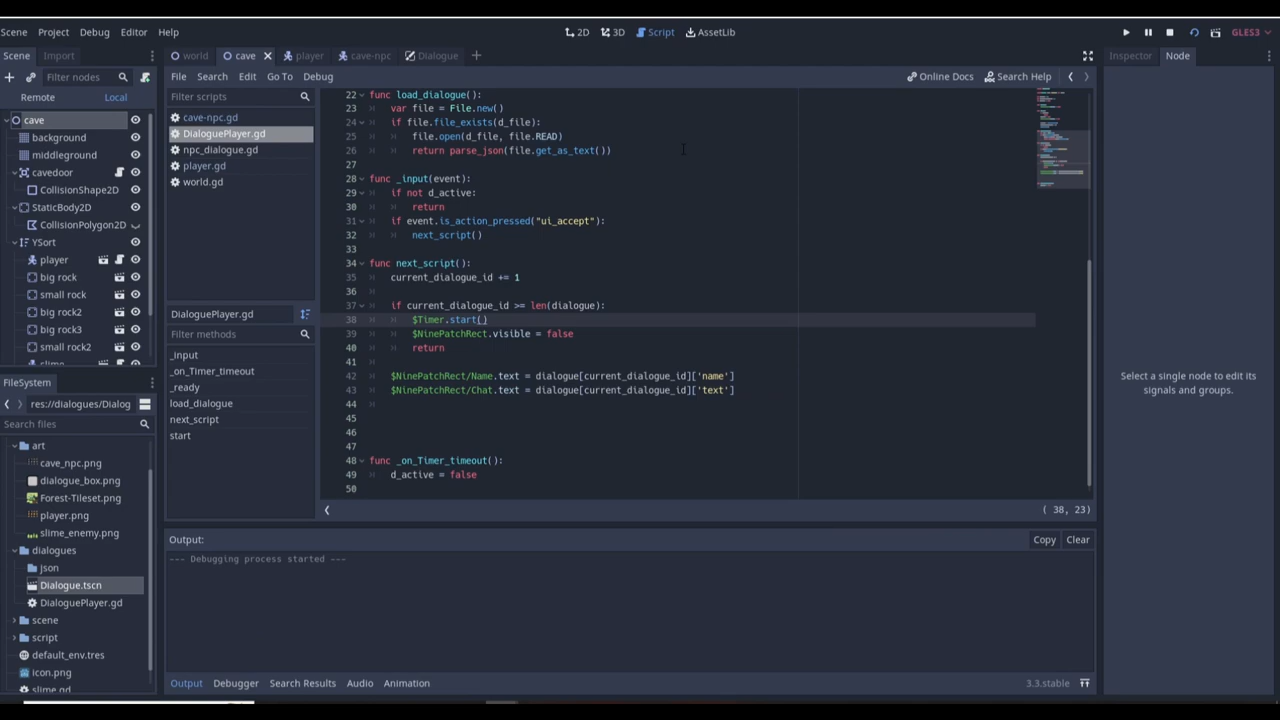 Scene Project Debug Editor Help 2D 3D Script AssetLib GLES3
Scene Import world cave player cave-npc Dialogue Inspector Node
Filter nodes File Search Edit Go To Debug Online Docs Search Help
Remote Local
Filter scripts
cave
background
middleground
cavedoor
CollisionShape2D
StaticBody2D
CollisionPolygon2D
YSort
player
big rock
small rock
big rock2
big rock3
small rock2
slime
cave-npc.gd
DialoguePlayer.gd
npc_dialogue.gd
player.gd
world.gd
DialoguePlayer.gd
Filter methods
_input
_on_Timer_timeout
_ready
load_dialogue
next_script
start
22 func load_dialogue():
23 var file = File.new()
24 if file.file_exists(d_file):
25 file.open(d_file, file.READ)
26 return parse_json(file.get_as_text())
27
28 func _input(event):
29 if not d_active:
30 return
31 if event.is_action_pressed("ui_accept"):
32 next_script()
33
34 func next_script():
35 current_dialogue_id += 1
36
37 if current_dialogue_id >= len(dialogue):
38 $Timer.start()
39 $NinePatchRect.visible = false
40 return
41
42 $NinePatchRect/Name.text = dialogue[current_dialogue_id]['name']
43 $NinePatchRect/Chat.text = dialogue[current_dialogue_id]['text']
44
45
46
47
48 func _on_Timer_timeout():
49 d_active = false
50
( 38, 23)
Select a single node to edit its
signals and groups.
FileSystem
res://dialogues/Dialog
Search files
art
cave_npc.png
dialogue_box.png
Forest-Tileset.png
player.png
slime_enemy.png
dialogues
json
Dialogue.tscn
DialoguePlayer.gd
scene
script
default_env.tres
icon.png
slime.gd
Output: Copy Clear
--- Debugging process started ---
Output Debugger Search Results Audio Animation 3.3.stable